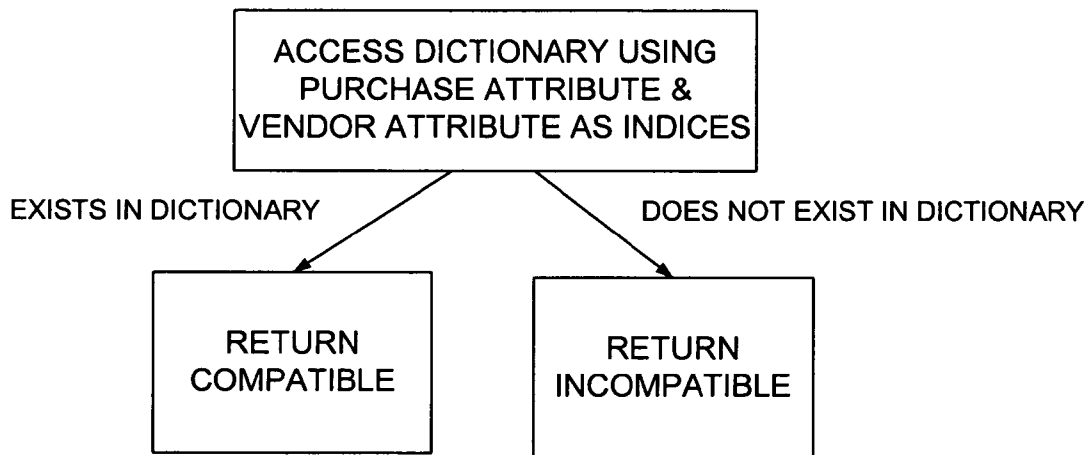 ACCESS DICTIONARY USING
PURCHASE ATTRIBUTE &
VENDOR ATTRIBUTE AS INDICES
EXISTS IN DICTIONARY
DOES NOT EXIST IN DICTIONARY
RETURN
COMPATIBLE
RETURN
INCOMPATIBLE